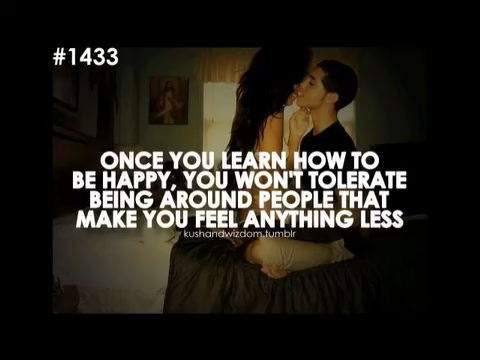 #1433
ONCE YOU LEARN HOW TO
BE HAPPY, YOU WON'T TOLERATE
BEING AROUND PEOPLE THAT
MAKE YOU FEEL ANYTHING LESS
kushandwizdom.tumblr